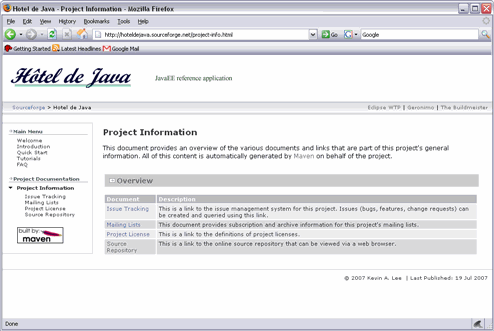 Hotel de Java - Project Information - Mozilla Firefox
File Edit View History Bookmarks Tools Help
http://hoteldejava.sourceforge.net/project-info.html Go Google
Getting Started Latest Headlines Google Mail
Hôtel de Java JavaEE reference application
Sourceforge > Hotel de Java Eclipse WTP | Geronimo | The Buildmeister
Main Menu
Welcome
Introduction
Quick Start
Tutorials
FAQ
Project Documentation
Project Information
Issue Tracking
Mailing Lists
Project License
Source Repository
built by:
maven
Project Information
This document provides an overview of the various documents and links that are part of this project's general
information. All of this content is automatically generated by Maven on behalf of the project.
Overview
Document Description
Issue Tracking This is a link to the issue management system for this project. Issues (bugs, features, change requests) can
be created and queried using this link.
Mailing Lists This document provides subscription and archive information for this project's mailing lists.
Project License This is a link to the definitions of project licenses.
Source This is a link to the online source repository that can be viewed via a web browser.
Repository
© 2007 Kevin A. Lee | Last Published: 19 Jul 2007
Done